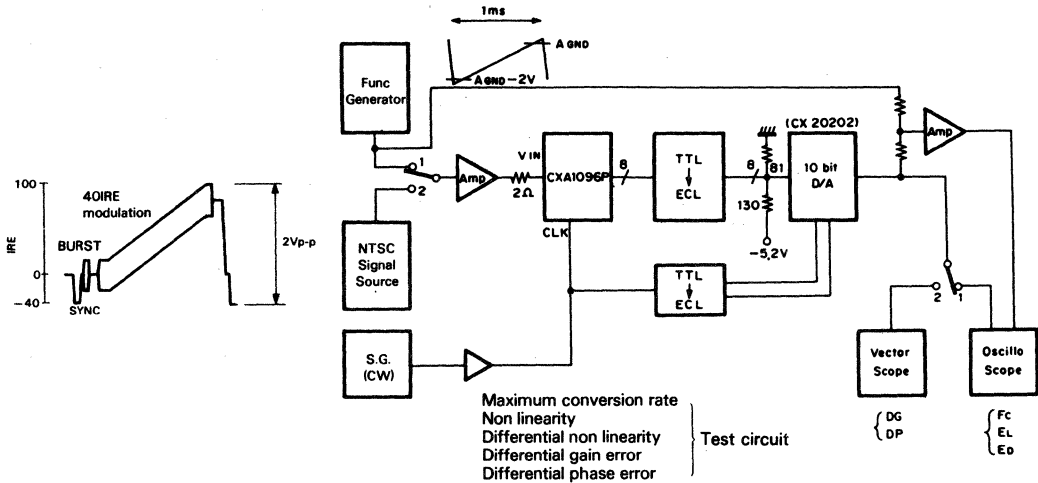 1ms
A GND
A GND−2V
Func
Generator
(CX 20202)
Amp
1
2
Amp
VIN
2Ω
CXA1096P
CLK
8
TTL
ECL
8
81
130
−5.2V
10 bit
D/A
100
0
−40
IRE
40IRE
modulation
BURST
SYNC
2Vp-p
NTSC
Signal
Source
TTL
ECL
S.G.
(CW)
2
1
Vector
Scope
Oscillo
Scope
DG
DP
Fc
EL
ED
Maximum conversion rate
Non linearity
Differential non linearity
Differential gain error
Differential phase error
Test circuit